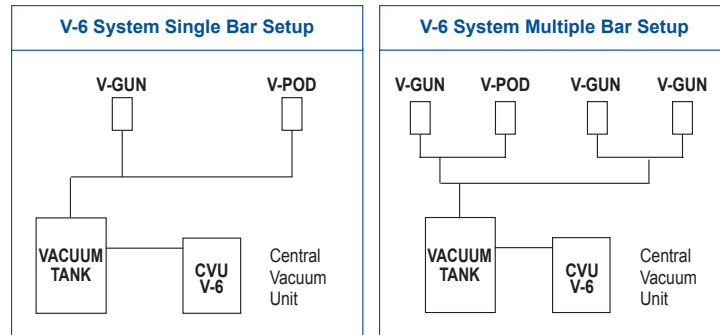 V-6 System Single Bar Setup
V-GUN
V-POD
VACUUM
TANK
CVU
V-6
Central
Vacuum
Unit
V-6 System Multiple Bar Setup
V-GUN
V-POD
V-GUN
V-GUN
VACUUM
TANK
CVU
V-6
Central
Vacuum
Unit